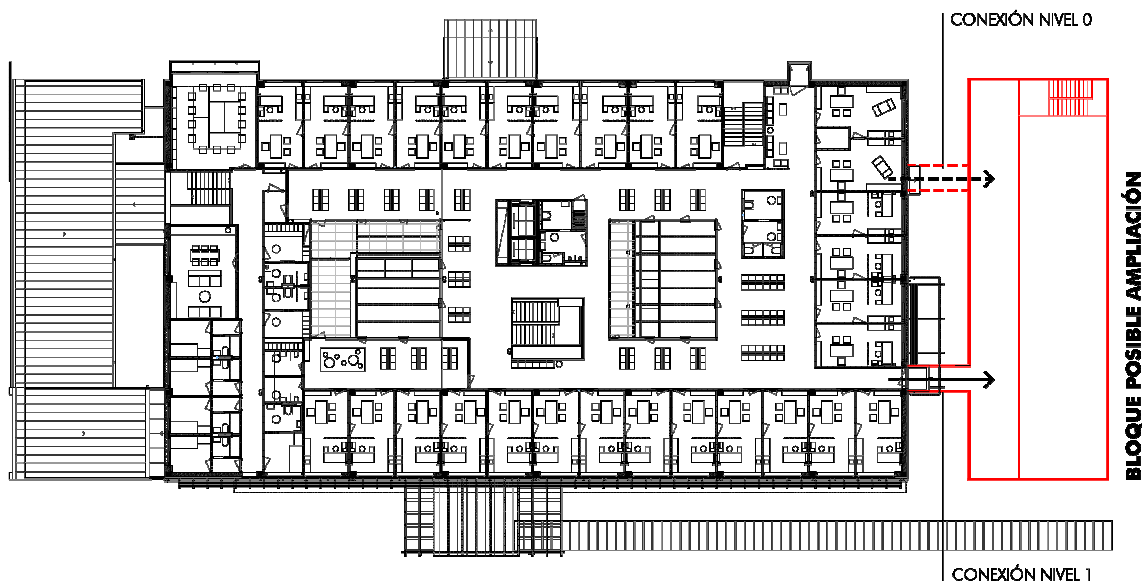 CONEXIÓN NIVEL 0
BLOQUE POSIBLE AMPLIACIÓN
CONEXIÓN NIVEL 1